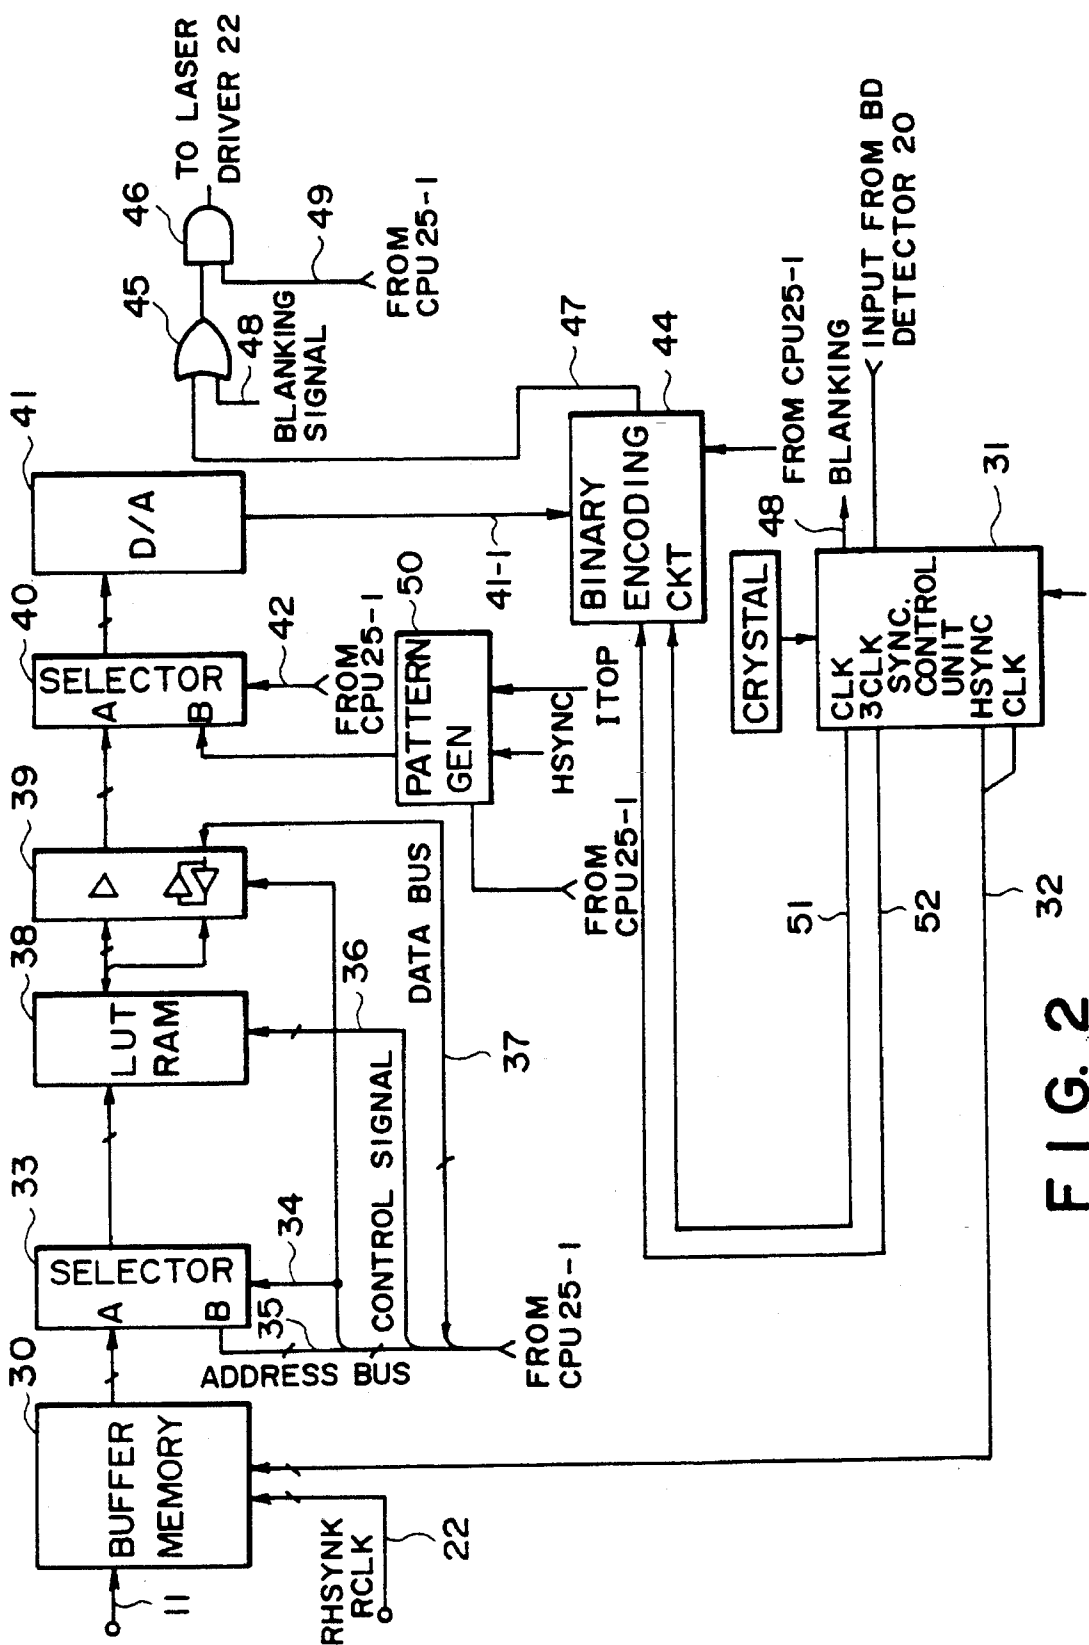 11
BUFFER
MEMORY
30
RHSYNK
RCLK
22
SELECTOR
A
B
33
34
35
ADDRESS BUS
CONTROL SIGNAL
36
37
DATA BUS
FROM
CPU25-1
LUT
RAM
38
39
SELECTOR
A
B
40
42
FROM
CPU25-1
D/A
41
41-1
PATTERN
GEN
50
HSYNC
ITOP
FROM
CPU25-1
45
46
TO LASER
DRIVER 22
48
BLANKING
SIGNAL
49
FROM
CPU25-1
47
BINARY
ENCODING
CKT
44
FROM CPU25-1
CRYSTAL
48
BLANKING
INPUT FROM BD
DETECTOR 20
CLK
3CLK
SYNC.
CONTROL
UNIT
HSYNC
CLK
31
51
52
32
FIG. 2